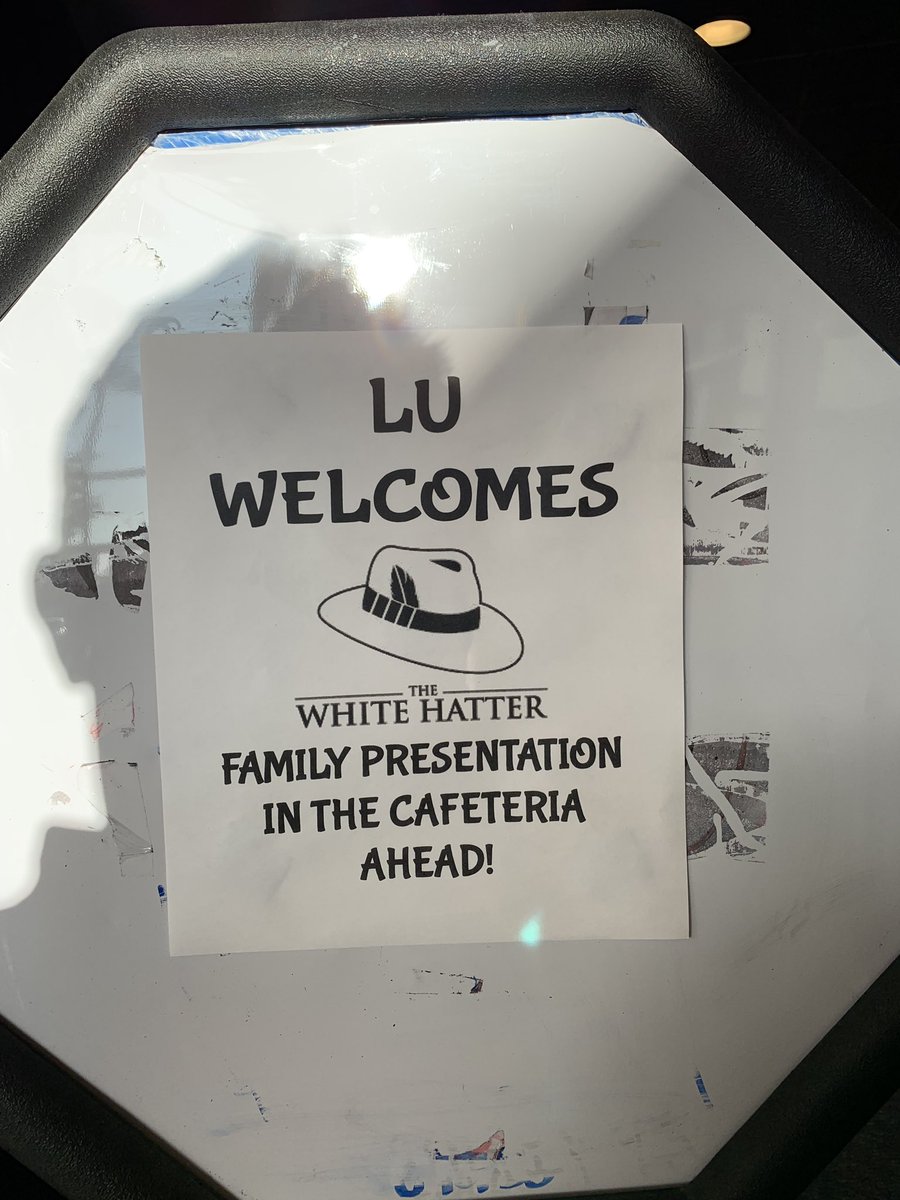 LU
WELCOMES
THE
WHITE HATTER
FAMILY PRESENTATION
IN THE CAFETERIA
AHEAD!